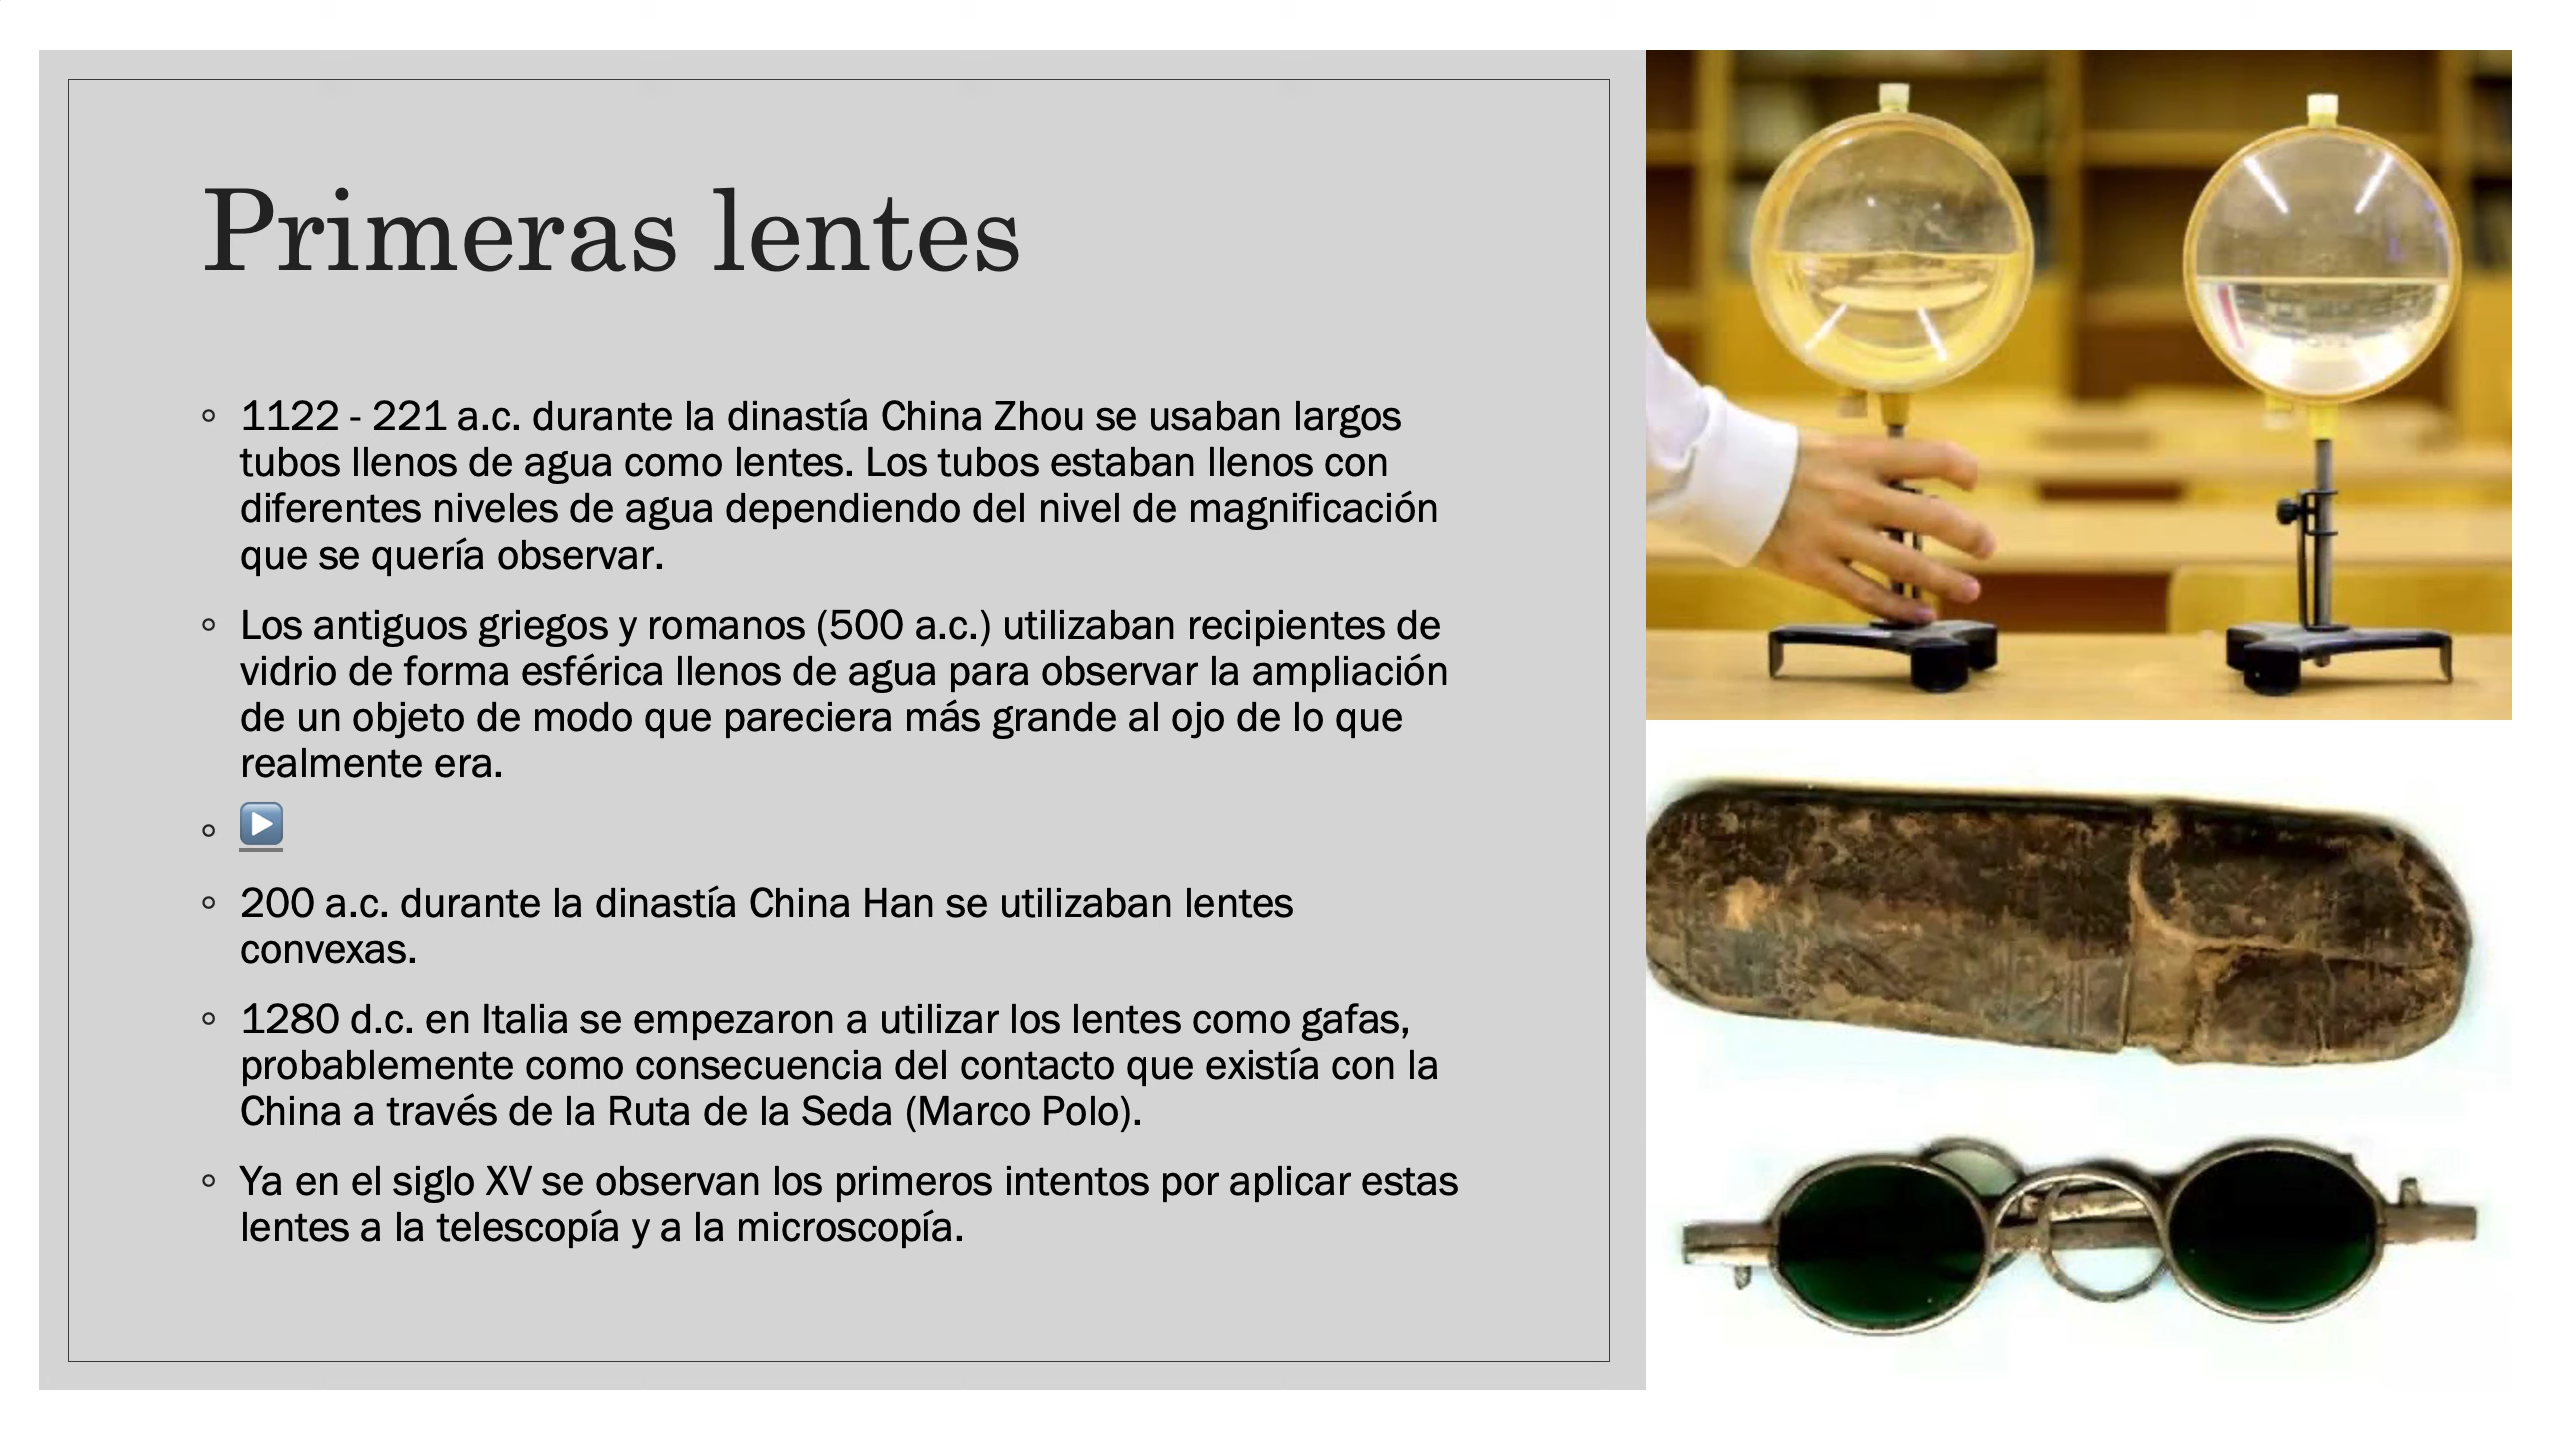 Primeras lentes
1122 - 221 a.c. durante la dinastía China Zhou se usaban largos
tubos llenos de agua como lentes. Los tubos estaban llenos con
diferentes niveles de agua dependiendo del nivel de magnificación
que se quería observar.
Los antiguos griegos y romanos (500 a.c.) utilizaban recipientes de
vidrio de forma esférica llenos de agua para observar la ampliación
de un objeto de modo que pareciera más grande al ojo de lo que
realmente era.
200 a.c. durante la dinastía China Han se utilizaban lentes
convexas.
1280 d.c. en Italia se empezaron a utilizar los lentes como gafas,
probablemente como consecuencia del contacto que existía con la
China a través de la Ruta de la Seda (Marco Polo).
Ya en el siglo XV se observan los primeros intentos por aplicar estas
lentes a la telescopía y a la microscopía.